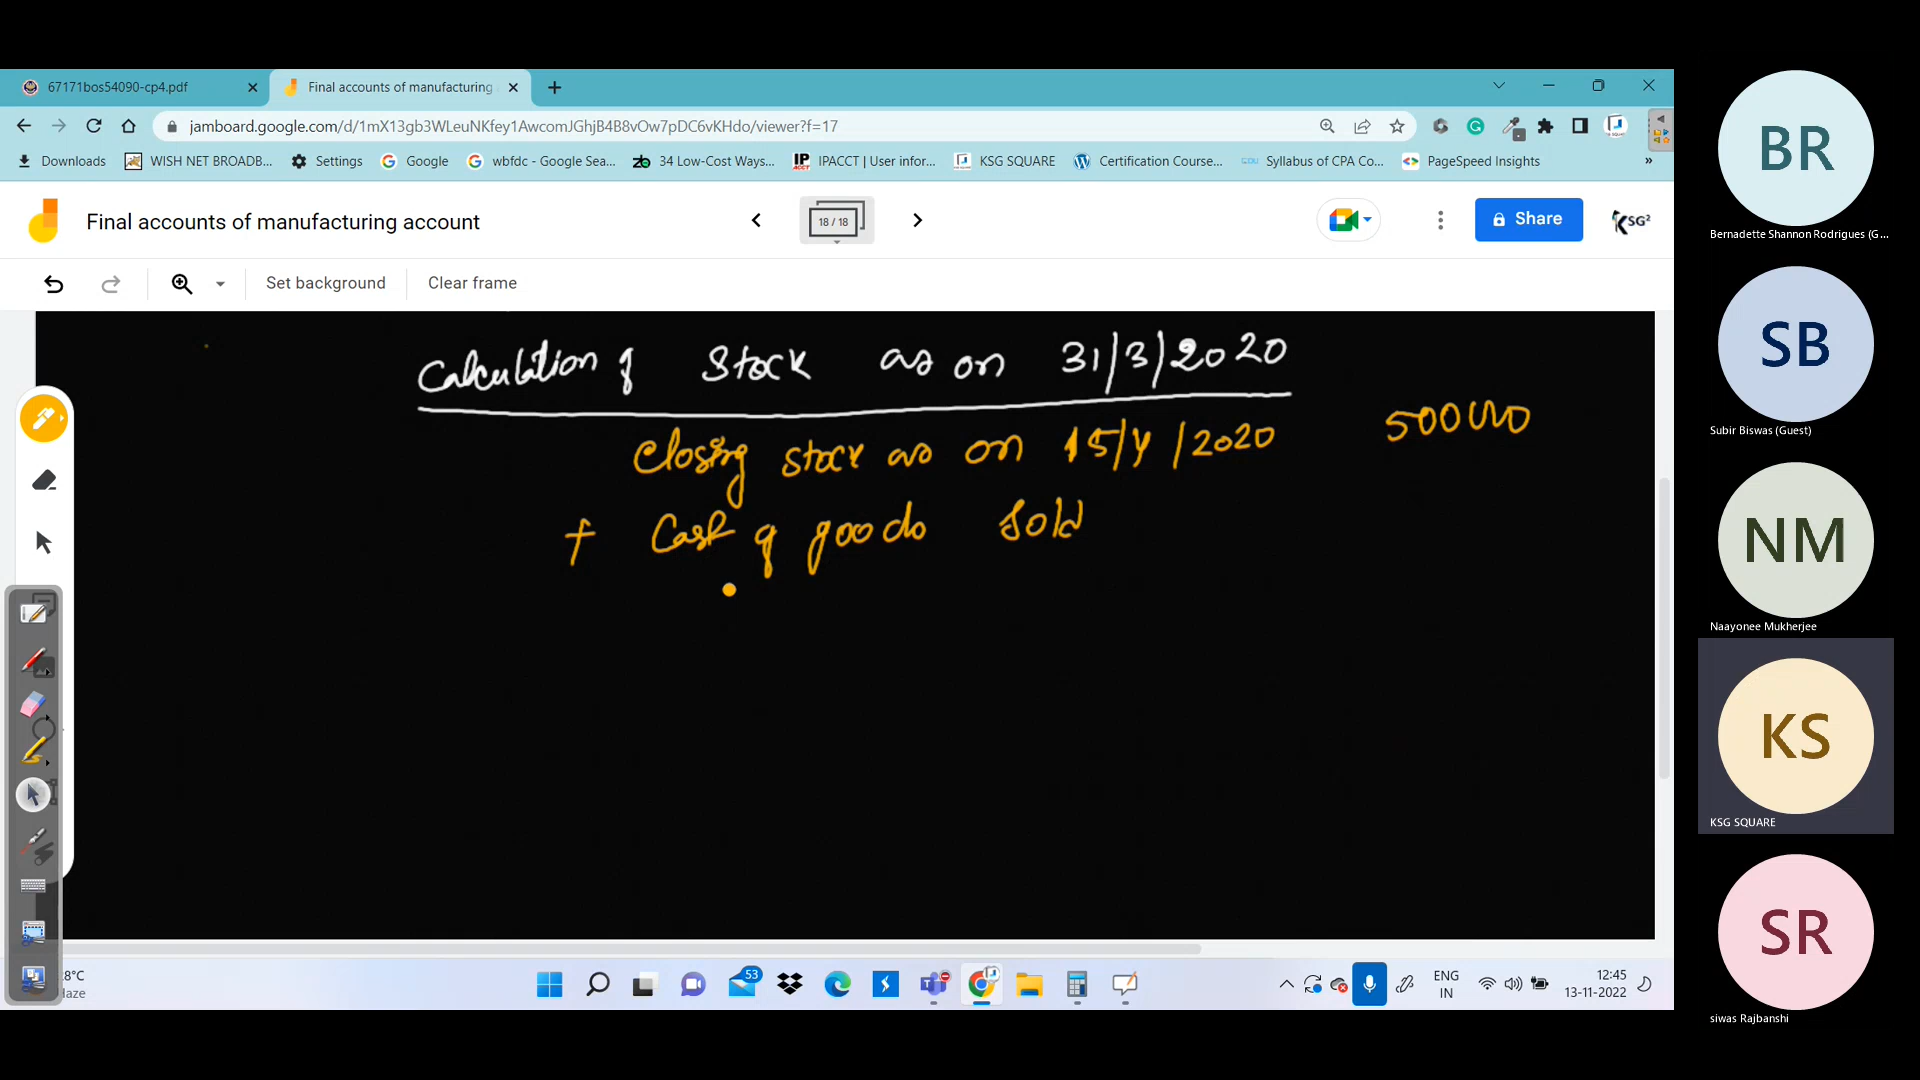 67171bos54090-cp4.pdf
Final accounts of manufacturing
jamboard.google.com/d/1mX13gb3WLeuNKfey1AwcomJGhjB4B8vOw7pDC6vKHdo/viewer?f=17
Downloads WISH NET BROADB... Settings Google wbfdc - Google Sea... 34 Low-Cost Ways... IPACCT | User infor... KSG SQUARE Certification Course... Syllabus of CPA Co... PageSpeed Insights »
Final accounts of manufacturing account
18 / 18
Share
KSG²
Set background Clear frame
Calculation of Stock as on 31/3/2020
Closing stock as on 15/4/2020 500000
+ Cost of goods sold
8°C
Haze
53
ENG
IN
12:45
13-11-2022
BR
Bernadette Shannon Rodrigues (G...
SB
Subir Biswas (Guest)
NM
Naayonee Mukherjee
KS
KSG SQUARE
SR
siwas Rajbanshi